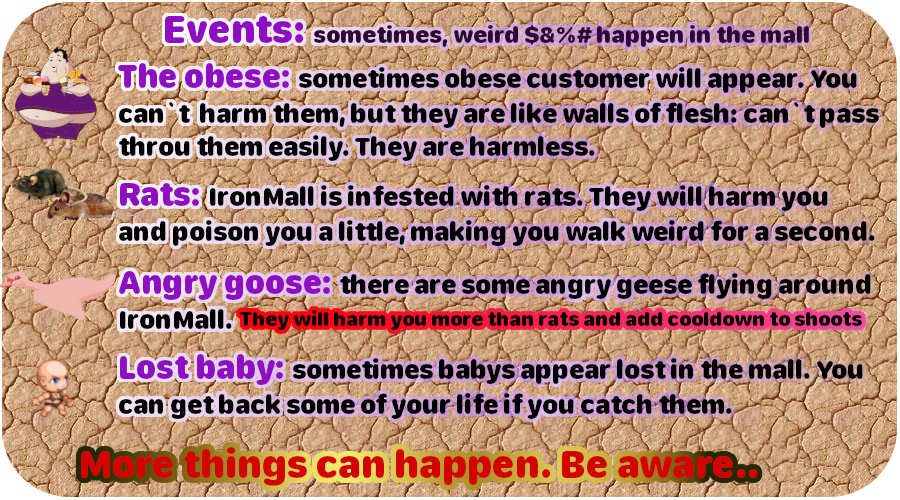 Events: sometimes, weird $&%# happen in the mall
The obese: sometimes obese customer will appear. You
can`t harm them, but they are like walls of flesh: can`t pass
throu them easily. They are harmless.
Rats: IronMall is infested with rats. They will harm you
and poison you a little, making you walk weird for a second.
Angry goose: there are some angry geese flying around
IronMall. They will harm you more than rats and add cooldown to shoots
Lost baby: sometimes babys appear lost in the mall. You
can get back some of your life if you catch them.
More things can happen. Be aware..